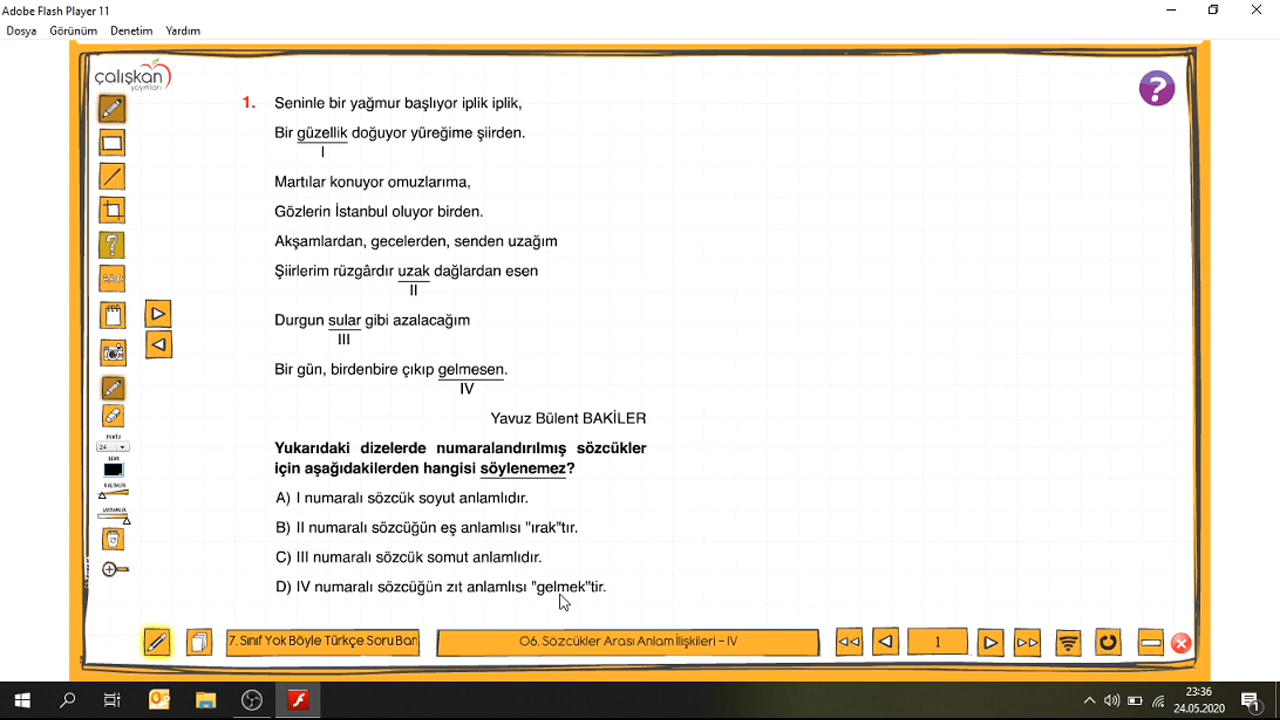 Adobe Flash Player 11
Dosya Görünüm Denetim Yardım
çalışkan
yayınları
1. Seninle bir yağmur başlıyor iplik iplik,
Bir güzellik doğuyor yüreğime şiirden.
I
Martılar konuyor omuzlarıma,
Gözlerin İstanbul oluyor birden.
Akşamlardan, gecelerden, senden uzağım
Şiirlerim rüzgârdır uzak dağlardan esen
II
Durgun sular gibi azalacağım
III
Bir gün, birdenbire çıkıp gelmesen.
IV
Yavuz Bülent BAKİLER
Yukarıdaki dizelerde numaralandırılmış sözcükler
için aşağıdakilerden hangisi söylenemez?
A) I numaralı sözcük soyut anlamlıdır.
B) II numaralı sözcüğün eş anlamlısı "ırak"tır.
C) III numaralı sözcük somut anlamlıdır.
D) IV numaralı sözcüğün zıt anlamlısı "gelmek"tir.
24
7. Sınıf Yok Böyle Türkçe Soru Ban
06. Sözcükler Arası Anlam İlişkileri - IV
1
23:36
24.05.2020
1